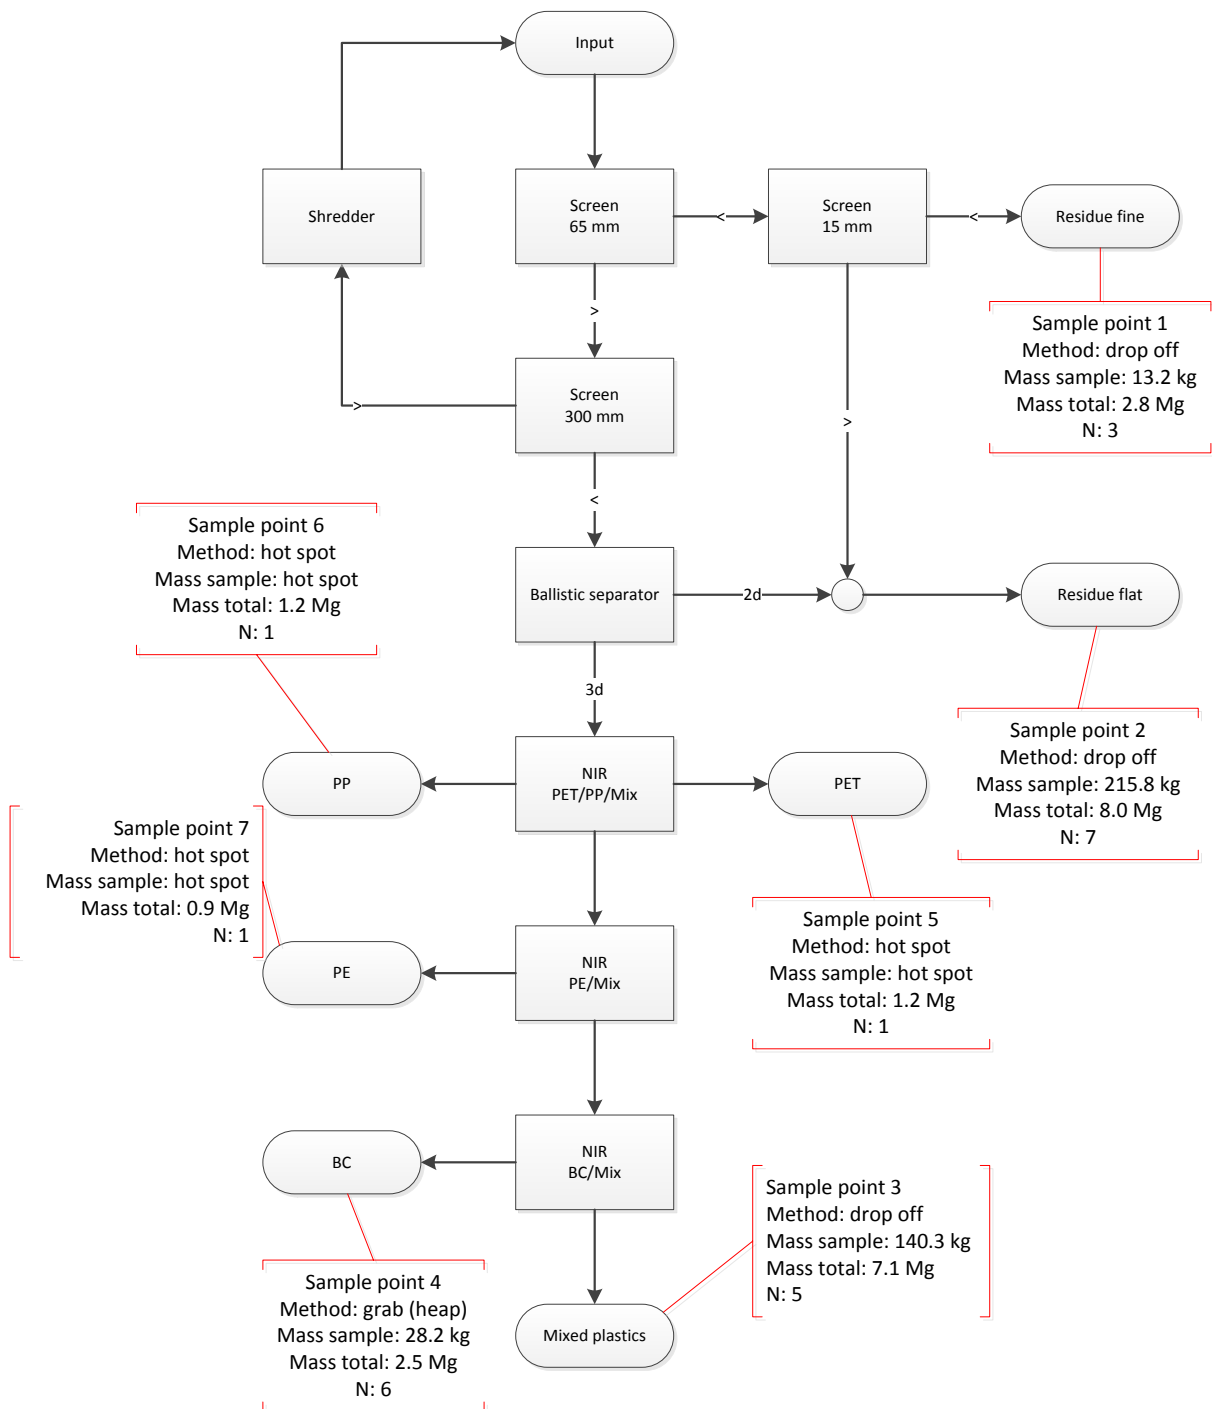 Input
Shredder
Screen
65 mm
<
Screen
15 mm
<
Residue fine
>
Sample point 1
Method: drop off
Mass sample: 13.2 kg
Mass total: 2.8 Mg
N: 3
Screen
300 mm
>
>
<
Sample point 6
Method: hot spot
Mass sample: hot spot
Mass total: 1.2 Mg
N: 1
Ballistic separator
2d
Residue flat
3d
Sample point 2
Method: drop off
Mass sample: 215.8 kg
Mass total: 8.0 Mg
N: 7
PP
NIR
PET/PP/Mix
PET
Sample point 7
Method: hot spot
Mass sample: hot spot
Mass total: 0.9 Mg
N: 1
Sample point 5
Method: hot spot
Mass sample: hot spot
Mass total: 1.2 Mg
N: 1
PE
NIR
PE/Mix
BC
NIR
BC/Mix
Sample point 3
Method: drop off
Mass sample: 140.3 kg
Mass total: 7.1 Mg
N: 5
Sample point 4
Method: grab (heap)
Mass sample: 28.2 kg
Mass total: 2.5 Mg
N: 6
Mixed plastics